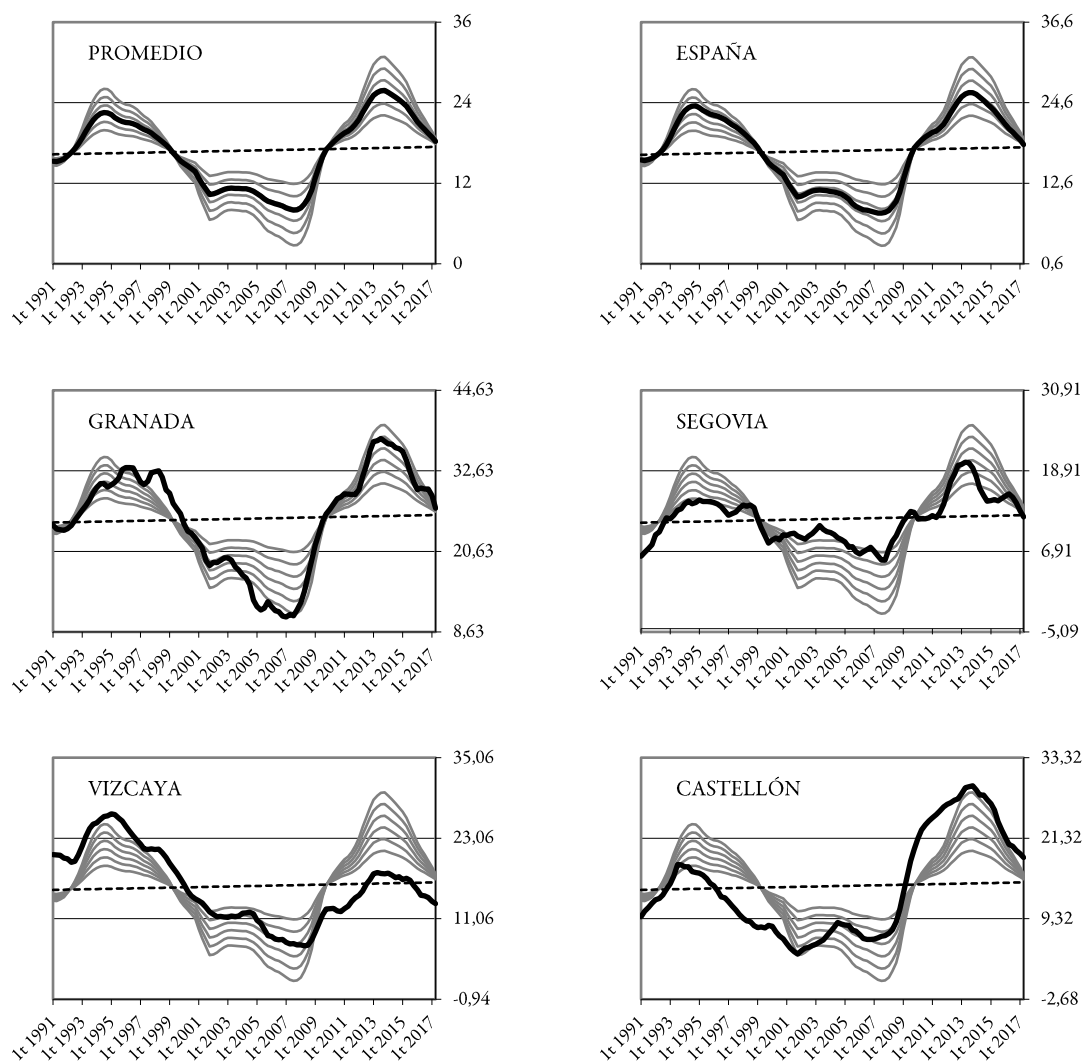 PROMEDIO
36
24
12
0
1t 1991
1t 1993
1t 1995
1t 1997
1t 1999
1t 2001
1t 2003
1t 2005
1t 2007
1t 2009
1t 2011
1t 2013
1t 2015
1t 2017
ESPAÑA
36,6
24,6
12,6
0,6
1t 1991
1t 1993
1t 1995
1t 1997
1t 1999
1t 2001
1t 2003
1t 2005
1t 2007
1t 2009
1t 2011
1t 2013
1t 2015
1t 2017
GRANADA
44,63
32,63
20,63
8,63
1t 1991
1t 1993
1t 1995
1t 1997
1t 1999
1t 2001
1t 2003
1t 2005
1t 2007
1t 2009
1t 2011
1t 2013
1t 2015
1t 2017
SEGOVIA
30,91
18,91
6,91
-5,09
1t 1991
1t 1993
1t 1995
1t 1997
1t 1999
1t 2001
1t 2003
1t 2005
1t 2007
1t 2009
1t 2011
1t 2013
1t 2015
1t 2017
VIZCAYA
35,06
23,06
11,06
-0,94
1t 1991
1t 1993
1t 1995
1t 1997
1t 1999
1t 2001
1t 2003
1t 2005
1t 2007
1t 2009
1t 2011
1t 2013
1t 2015
1t 2017
CASTELLÓN
33,32
21,32
9,32
-2,68
1t 1991
1t 1993
1t 1995
1t 1997
1t 1999
1t 2001
1t 2003
1t 2005
1t 2007
1t 2009
1t 2011
1t 2013
1t 2015
1t 2017